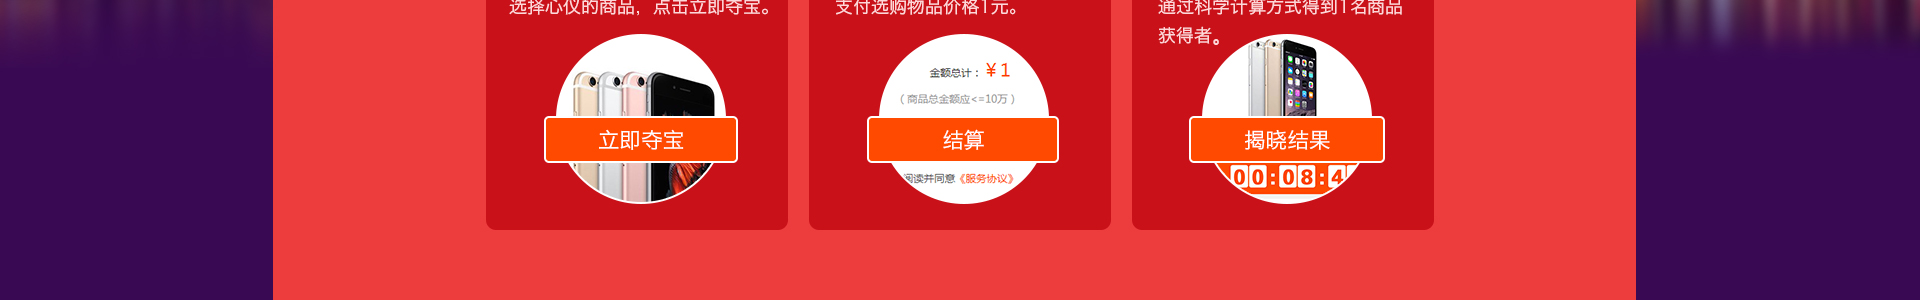 选择心仪的商品，点击立即夺宝。
支付选购物品价格1元。
通过科学计算方式得到1名商品
获得者。
金额总计：￥1
（商品总金额应<=10万）
立即夺宝
结算
揭晓结果
阅读并同意《服务协议》
00:08:4